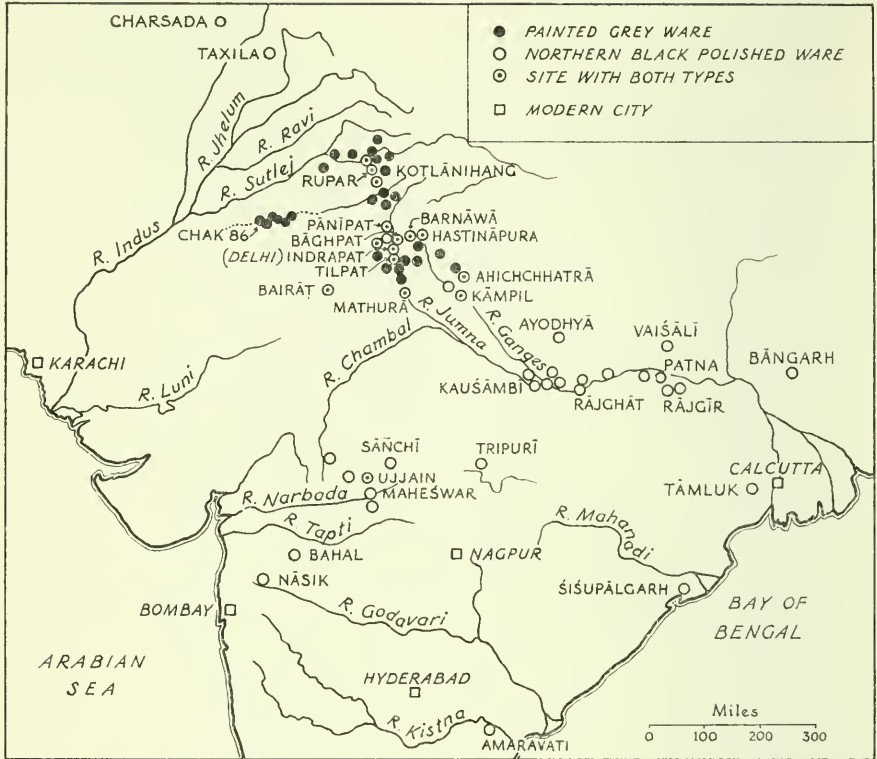 CHARSADA
TAXILA
PAINTED GREY WARE
NORTHERN BLACK POLISHED WARE
SITE WITH BOTH TYPES
MODERN CITY
R. Jhelum
R. Ravi
R. Sutlej
RUPAR
KOTLĀNIHANG
R. Indus
CHAK 86
PĀNĪPAT
BARNĀWĀ
BĀGHPAT
HASTINĀPURA
(DELHI) INDRAPAT
TILPAT
AHICHCHHATRĀ
BAIRĀṬ
KĀMPIL
MATHURĀ
R. Jumna
R. Ganges
AYODHYĀ
VAIŚĀLĪ
R. Chambal
PATNA
BĀNGARH
KARACHI
R. Luni
KAUŚĀMBĪ
RĀJGHĀT
RĀJGĪR
SĀÑCHĪ
TRIPURĪ
UJJAIN
CALCUTTA
R. Narbada
MAHEŚWAR
TĀMLUK
R. Tapti
R. Mahanadi
BAHAL
NAGPUR
NĀSIK
ŚIŚUPĀLGARH
BOMBAY
R. Godavari
BAY OF
BENGAL
ARABIAN
SEA
HYDERABAD
Miles
R. Kistna
0 100 200 300
AMARAVATI